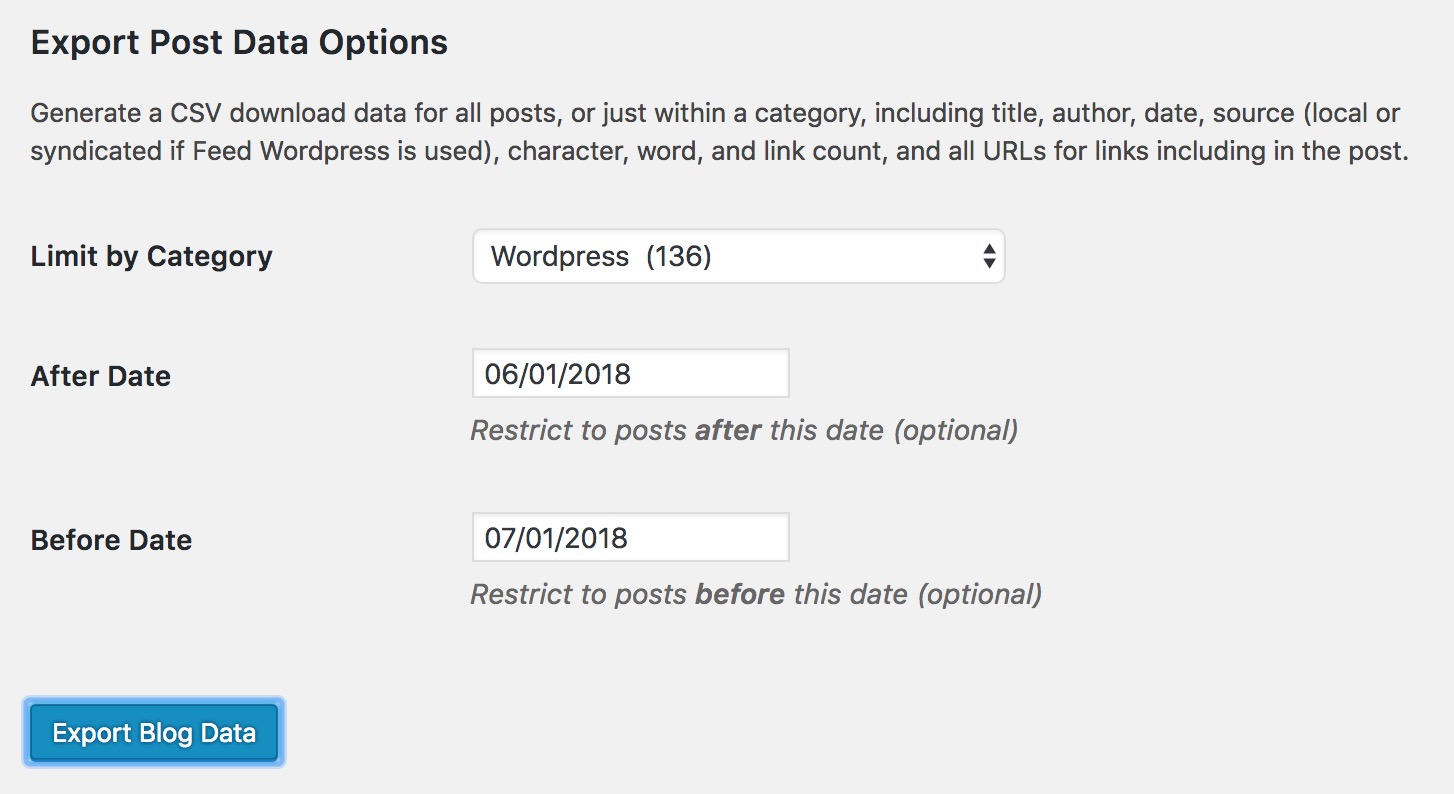 Export Post Data Options
Generate a CSV download data for all posts, or just within a category, including title, author, date, source (local or
syndicated if Feed Wordpress is used), character, word, and link count, and all URLs for links including in the post.
Limit by Category
Wordpress (136)
After Date
06/01/2018
Restrict to posts after this date (optional)
Before Date
07/01/2018
Restrict to posts before this date (optional)
Export Blog Data